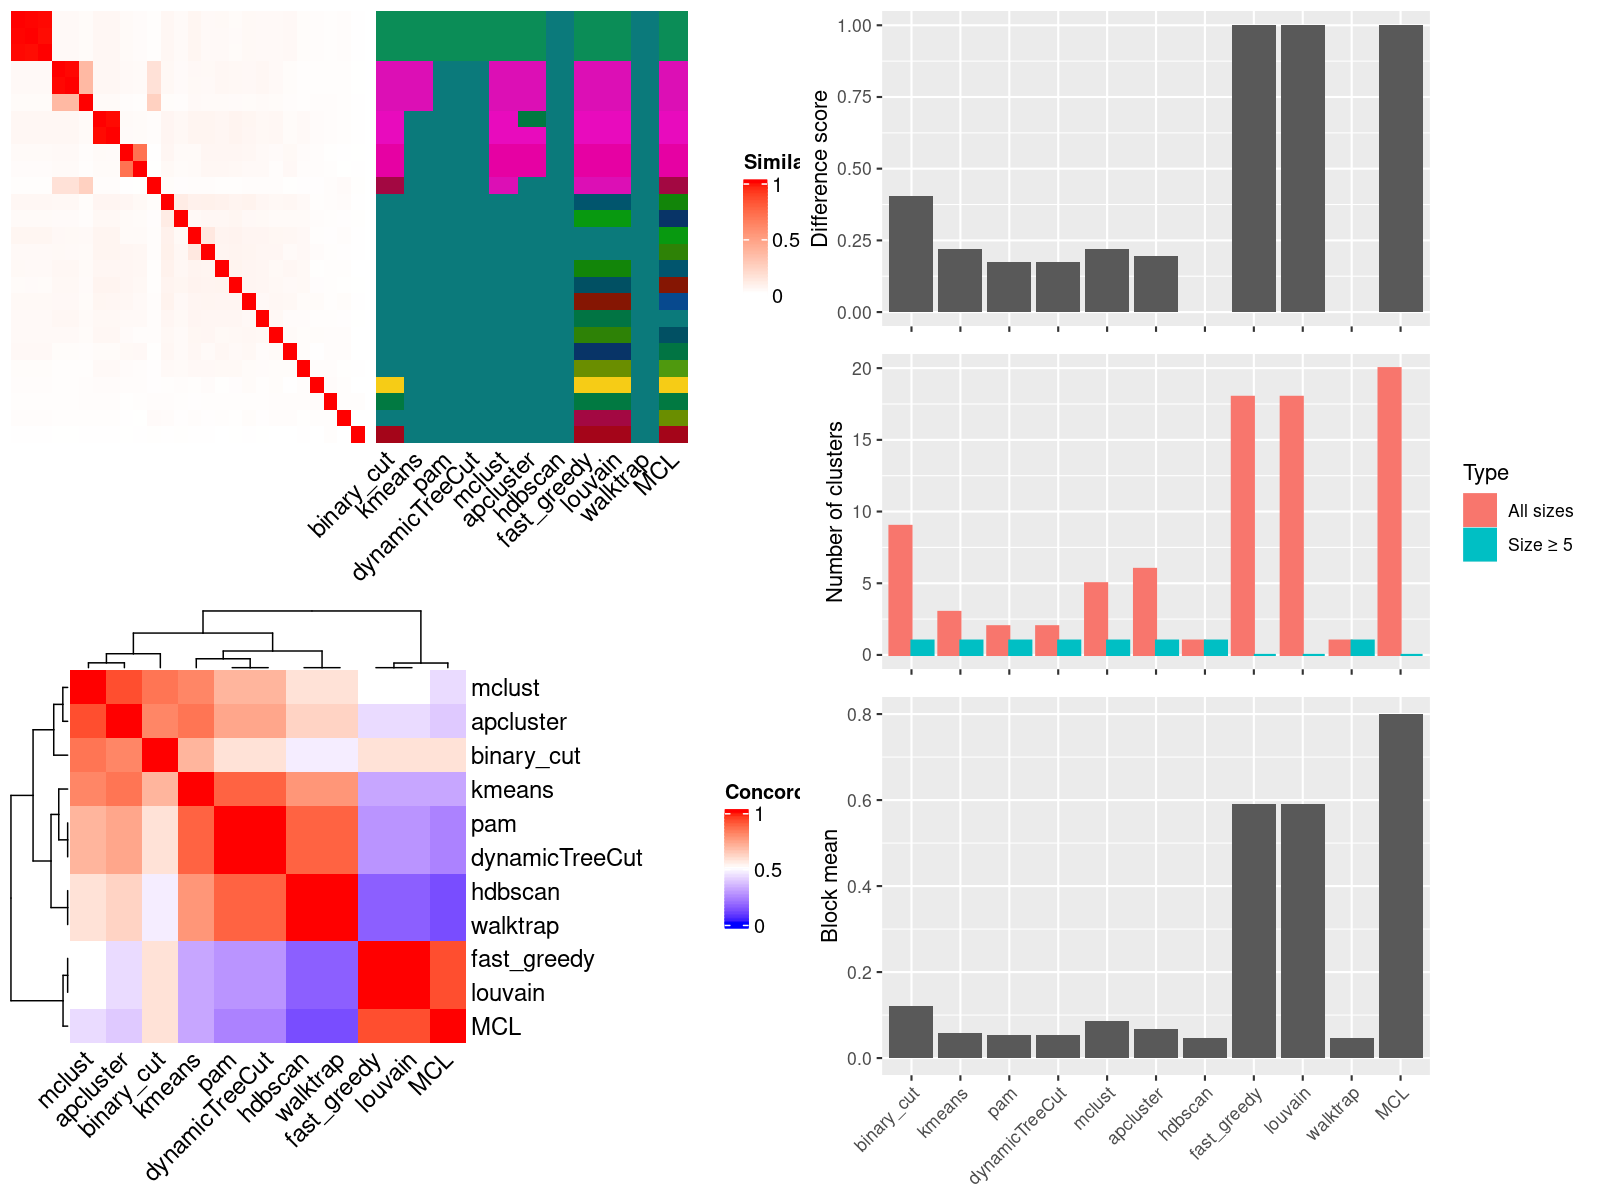 Simila
1
0.5
0
binary_cut
kmeans
pam
dynamicTreeCut
mclust
apcluster
hdbscan
fast_greedy
louvain
walktrap
MCL
mclust
apcluster
binary_cut
kmeans
pam
dynamicTreeCut
hdbscan
walktrap
fast_greedy
louvain
MCL
mclust
apcluster
binary_cut
kmeans
pam
dynamicTreeCut
hdbscan
walktrap
fast_greedy
louvain
MCL
Concord
1
0.5
0
Difference score
1.00
0.75
0.50
0.25
0.00
Number of clusters
20
15
10
5
0
Type
All sizes
Size ≥ 5
Block mean
0.8
0.6
0.4
0.2
0.0
binary_cut
kmeans
pam
dynamicTreeCut
mclust
apcluster
hdbscan
fast_greedy
louvain
walktrap
MCL